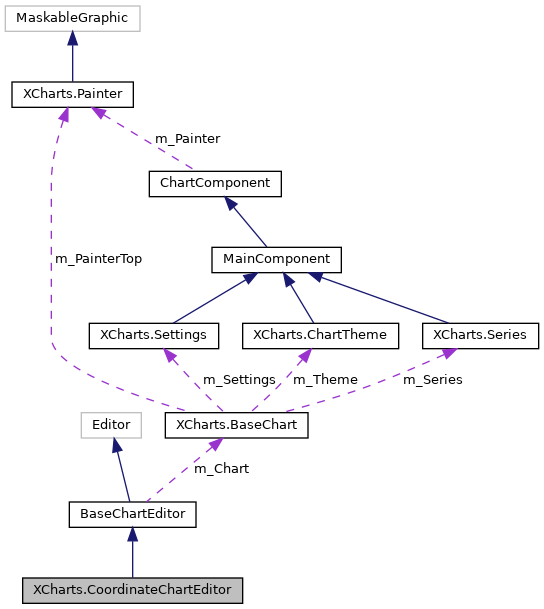 MaskableGraphic
XCharts.Painter
m_Painter
ChartComponent
m_PainterTop
MainComponent
XCharts.Settings
XCharts.ChartTheme
XCharts.Series
m_Settings
m_Theme
m_Series
Editor
XCharts.BaseChart
m_Chart
BaseChartEditor
XCharts.CoordinateChartEditor